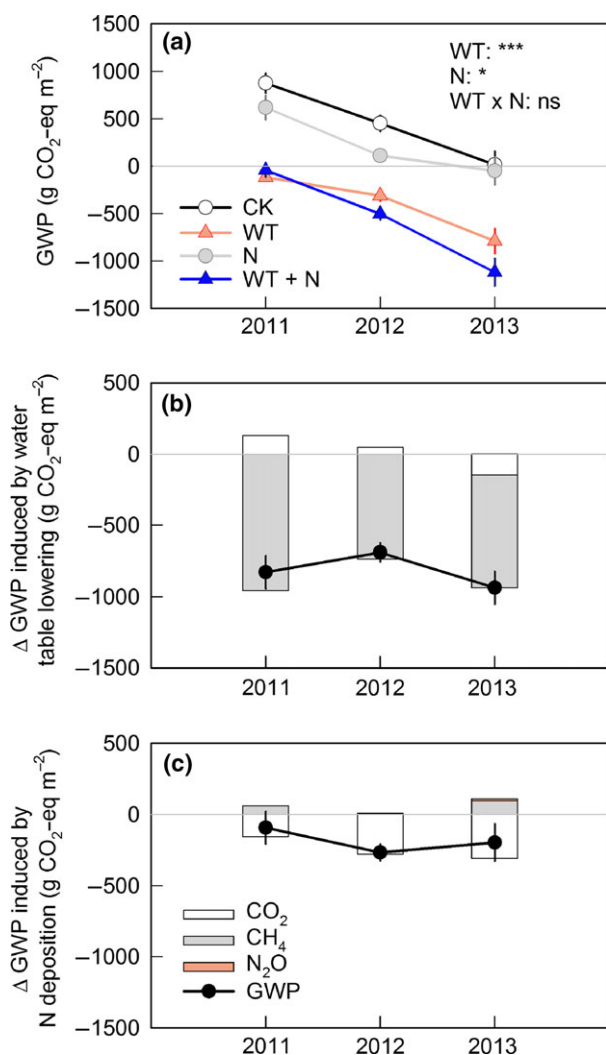 (a)
WT: ***
N: *
WT x N: ns
GWP (g CO₂–eq m⁻²)
1500
1000
500
0
−500
−1000
−1500
CK
WT
N
WT + N
2011 2012 2013
(b)
Δ GWP induced by water
table lowering (g CO₂–eq m⁻²)
500
0
−500
−1000
−1500
2011 2012 2013
(c)
Δ GWP induced by
N deposition (g CO₂–eq m⁻²)
500
0
−500
−1000
−1500
CO₂
CH₄
N₂O
GWP
2011 2012 2013